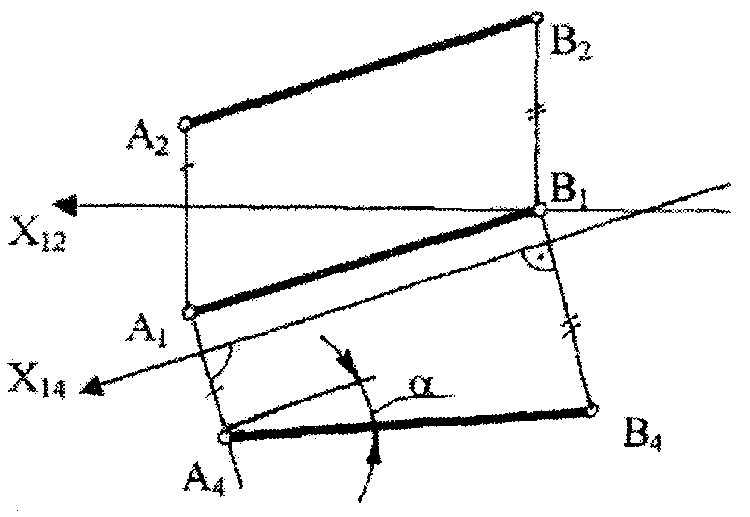 B₂
A₂
B₁
X₁₂
A₁
X₁₄
α
B₄
A₄